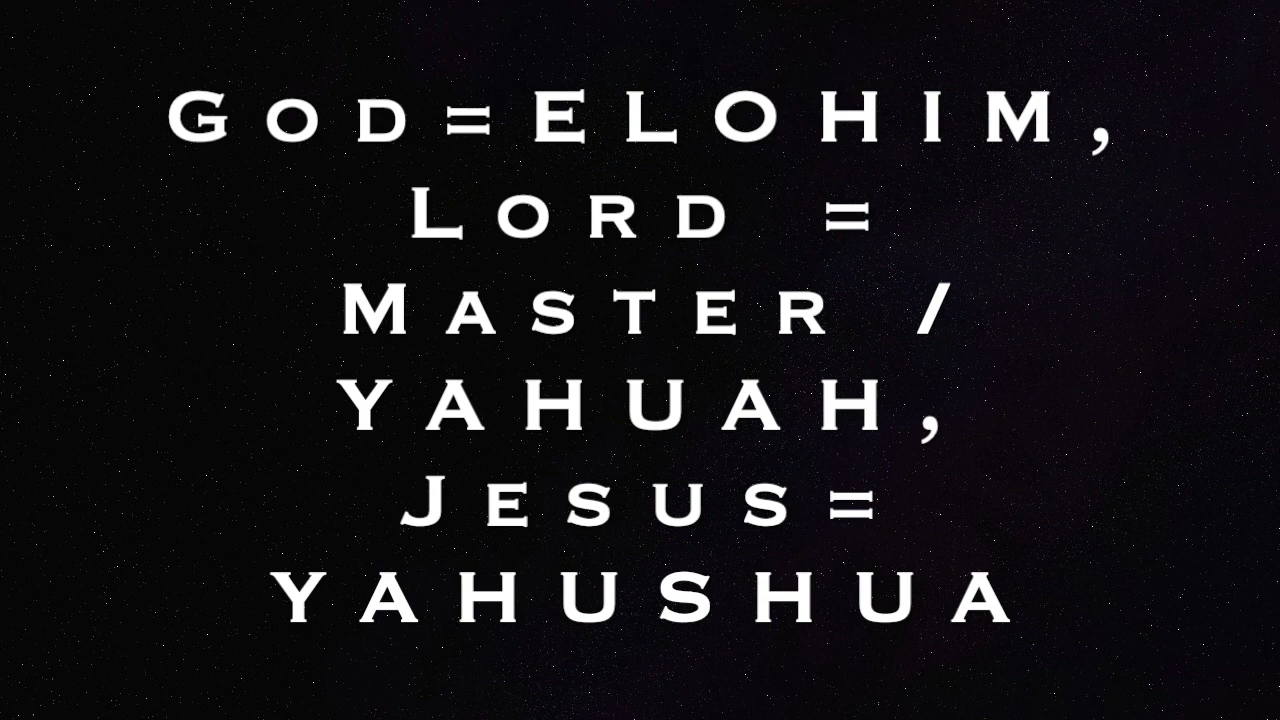 God=ELOHIM,
Lord =
Master /
YAHUAH,
Jesus=
YAHUSHUA